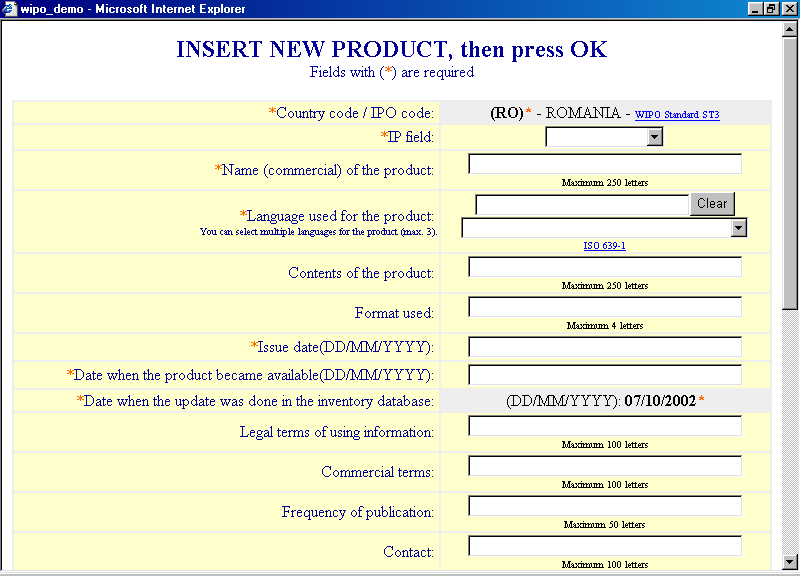 wipo_demo - Microsoft Internet Explorer
INSERT NEW PRODUCT, then press OK
Fields with (*) are required
*Country code / IPO code: (RO)* - ROMANIA - WIPO Standard ST3
*IP field:
*Name (commercial) of the product:
Maximum 250 letters
*Language used for the product: Clear
You can select multiple languages for the product (max. 3).
ISO 639-1
Contents of the product:
Maximum 250 letters
Format used:
Maximum 4 letters
*Issue date(DD/MM/YYYY):
*Date when the product became available(DD/MM/YYYY):
*Date when the update was done in the inventory database: (DD/MM/YYYY): 07/10/2002*
Legal terms of using information:
Maximum 100 letters
Commercial terms:
Maximum 100 letters
Frequency of publication:
Maximum 50 letters
Contact:
Maximum 100 letters